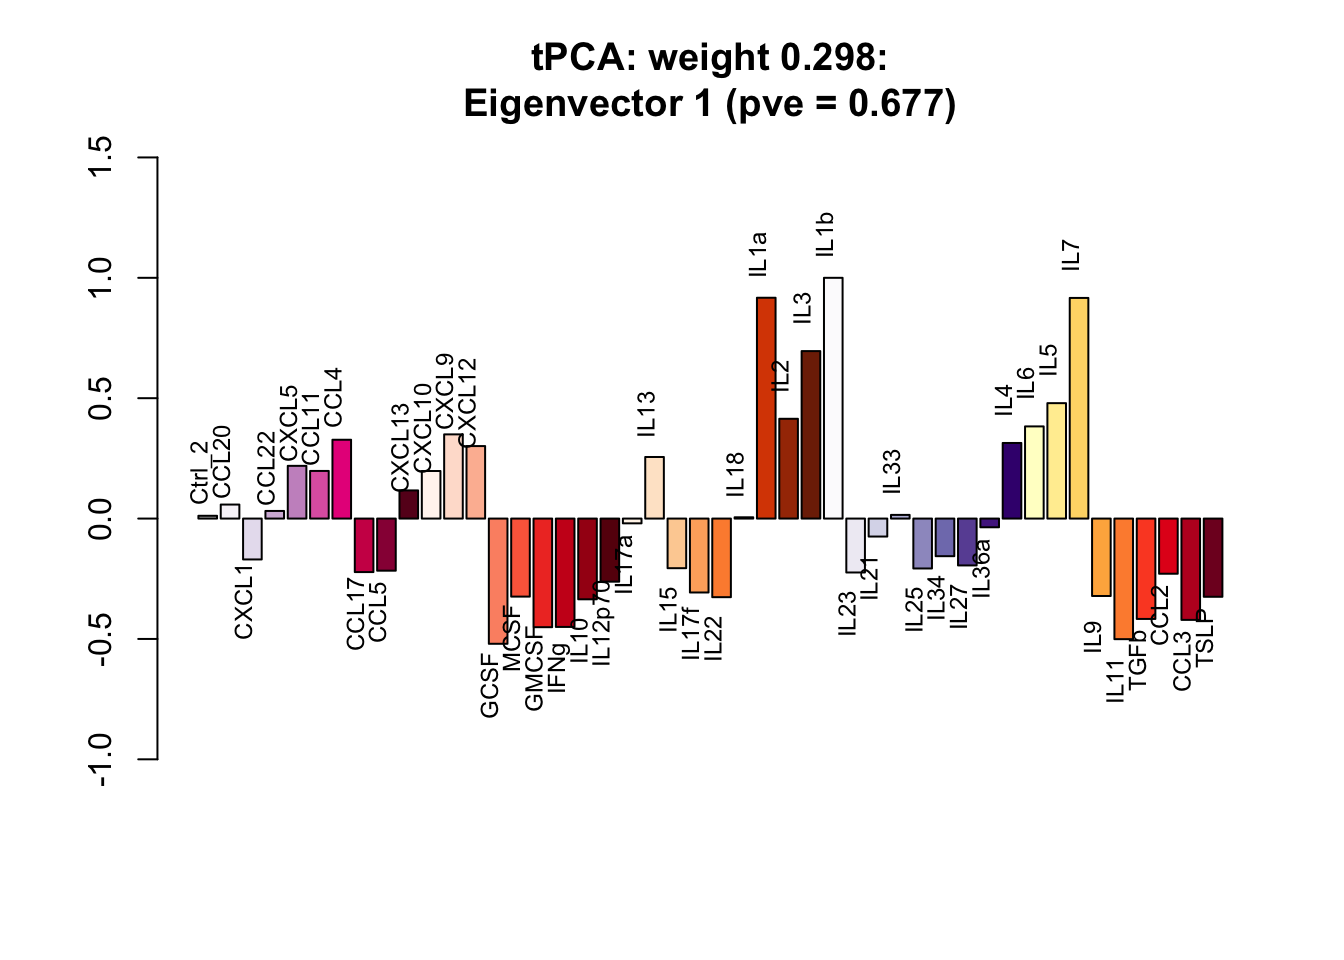 tPCA: weight 0.298:
Eigenvector 1 (pve = 0.677)
1.5
1.0
0.5
0.0
-0.5
-1.0
Ctrl_2
CCL20
CXCL1
CCL22
CXCL5
CCL11
CCL4
CCL17
CCL5
CXCL13
CXCL10
CXCL9
CXCL12
GCSF
MCSF
GMCSF
IFNg
IL10
IL12p70
IL17a
IL13
IL15
IL17f
IL22
IL18
IL1a
IL2
IL3
IL1b
IL23
IL21
IL33
IL25
IL34
IL27
IL36a
IL4
IL6
IL5
IL7
IL9
IL11
TGFb
CCL2
CCL3
TSLP